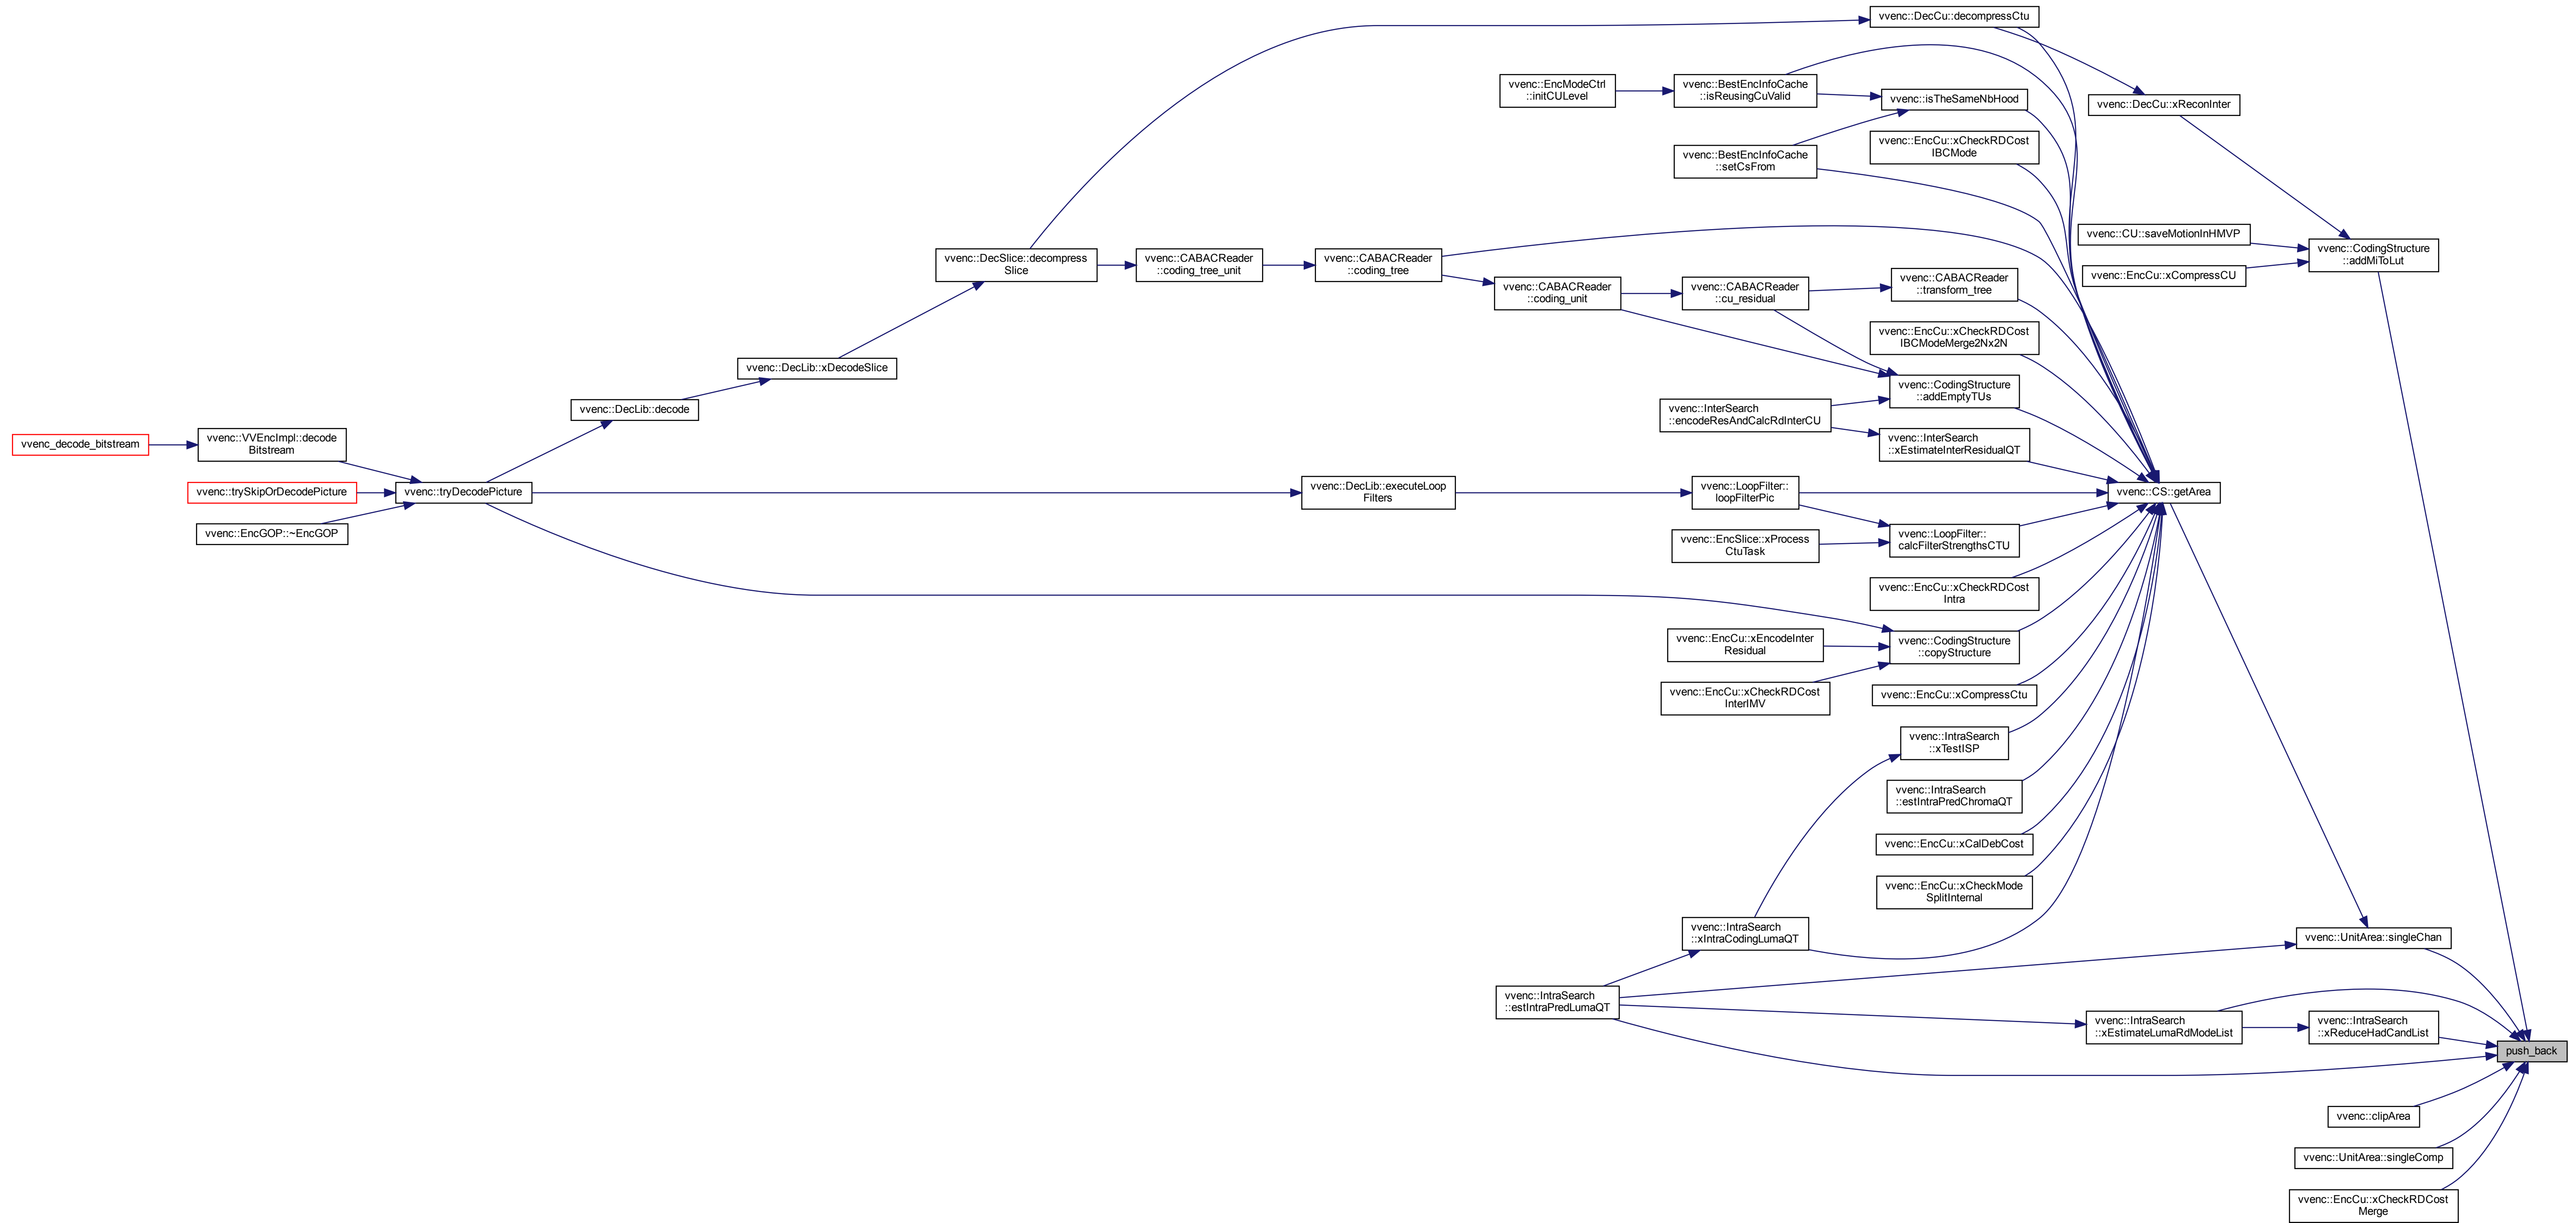 vvenc::DecCu::decompressCtu
vvenc::EncModeCtrl
::initCULevel
vvenc::BestEncInfoCache
::isReusingCuValid
vvenc::isTheSameNbHood
vvenc::DecCu::xReconInter
vvenc::EncCu::xCheckRDCost
IBCMode
vvenc::BestEncInfoCache
::setCsFrom
vvenc::CU::saveMotionInHMVP
vvenc::CodingStructure
::addMiToLut
vvenc::EncCu::xCompressCU
vvenc::DecSlice::decompress
Slice
vvenc::CABACReader
::coding_tree_unit
vvenc::CABACReader
::coding_tree
vvenc::CABACReader
::coding_unit
vvenc::CABACReader
::cu_residual
vvenc::CABACReader
::transform_tree
vvenc::EncCu::xCheckRDCost
IBCModeMerge2Nx2N
vvenc::DecLib::xDecodeSlice
vvenc::CodingStructure
::addEmptyTUs
vvenc::DecLib::decode
vvenc::InterSearch
::encodeResAndCalcRdInterCU
vvenc::InterSearch
::xEstimateInterResidualQT
vvenc_decode_bitstream
vvenc::VVEncImpl::decode
Bitstream
vvenc::trySkipOrDecodePicture
vvenc::tryDecodePicture
vvenc::EncGOP::~EncGOP
vvenc::DecLib::executeLoop
Filters
vvenc::LoopFilter::
loopFilterPic
vvenc::CS::getArea
vvenc::EncSlice::xProcess
CtuTask
vvenc::LoopFilter::
calcFilterStrengthsCTU
vvenc::EncCu::xCheckRDCost
Intra
vvenc::EncCu::xEncodeInter
Residual
vvenc::CodingStructure
::copyStructure
vvenc::EncCu::xCheckRDCost
InterIMV
vvenc::EncCu::xCompressCtu
vvenc::IntraSearch
::xTestISP
vvenc::IntraSearch
::estIntraPredChromaQT
vvenc::EncCu::xCalDebCost
vvenc::EncCu::xCheckMode
SplitInternal
vvenc::IntraSearch
::xIntraCodingLumaQT
vvenc::UnitArea::singleChan
vvenc::IntraSearch
::estIntraPredLumaQT
vvenc::IntraSearch
::xEstimateLumaRdModeList
vvenc::IntraSearch
::xReduceHadCandList
push_back
vvenc::clipArea
vvenc::UnitArea::singleComp
vvenc::EncCu::xCheckRDCost
Merge